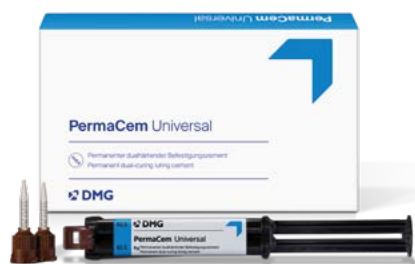 PermaCem Universal
PermaCem Universal
Permanenter dualhärtender Befestigungszement
Permanent dual-curing luting cement
DMG
DMG
PermaCem Universal
Permanenter dualhärtender Befestigungszement
Permanent dual-curing luting cement